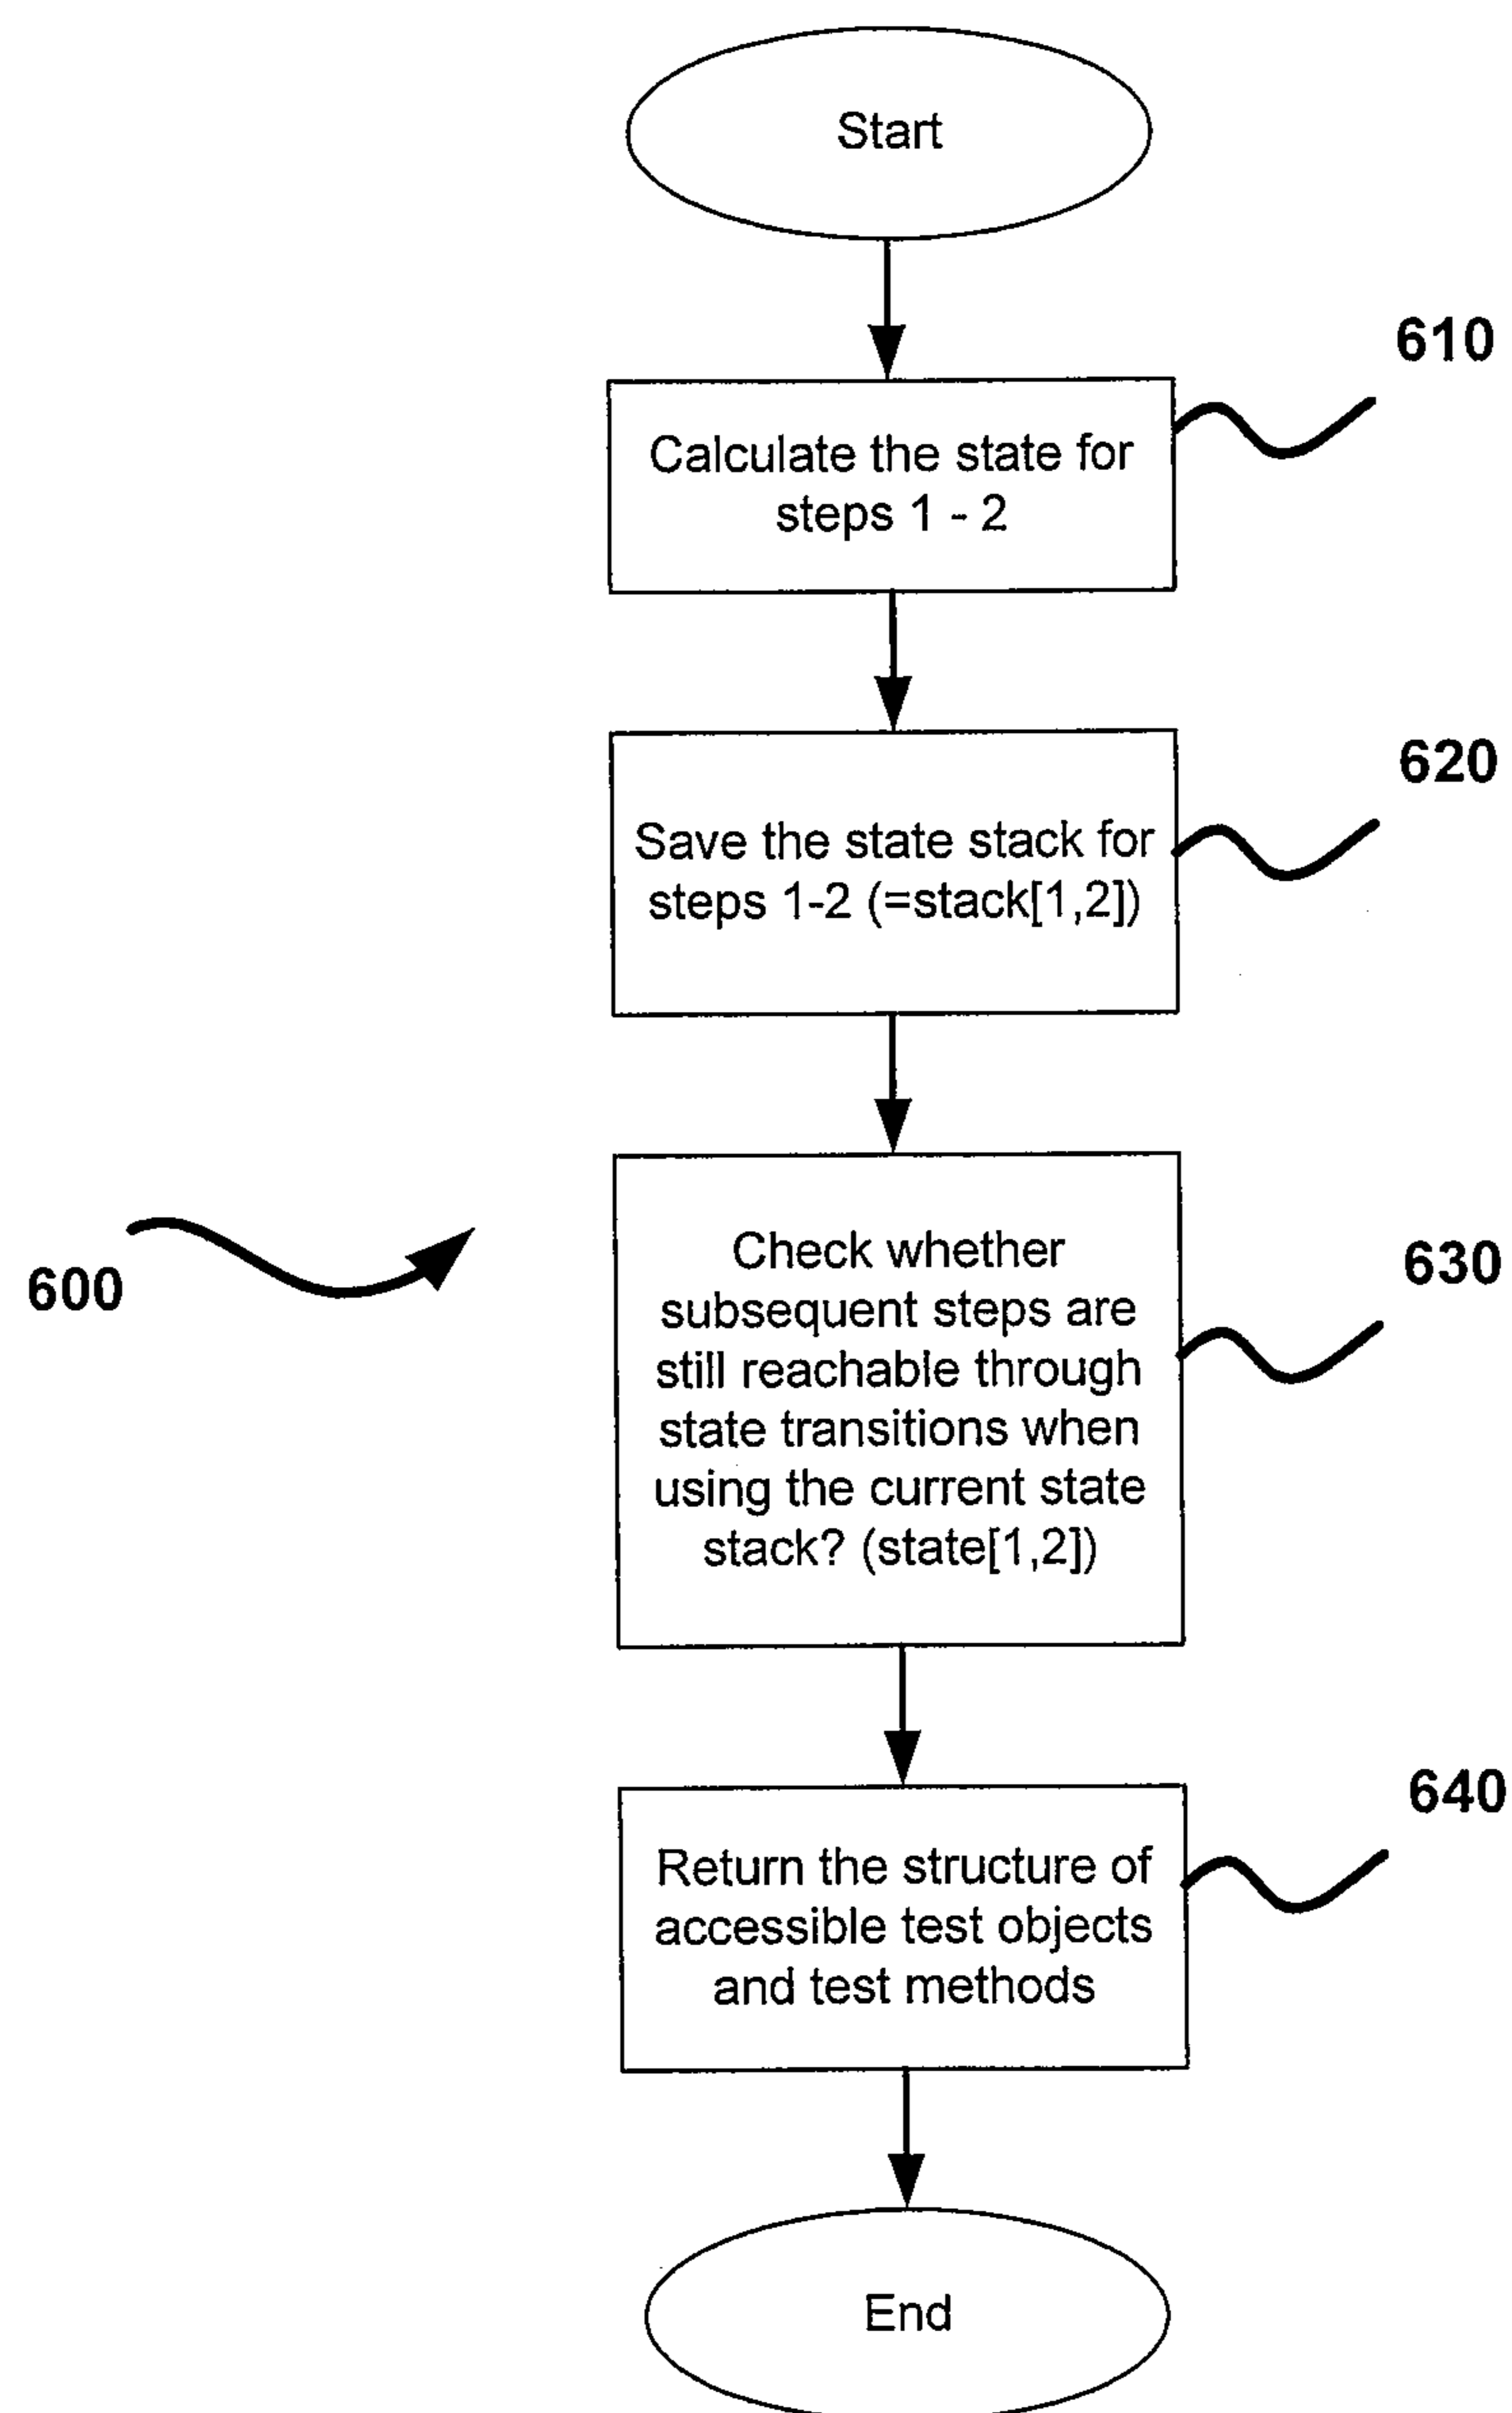 Start
610
Calculate the state for
steps 1 - 2
620
Save the state stack for
steps 1-2 (=stack[1,2])
600
630
Check whether
subsequent steps are
still reachable through
state transitions when
using the current state
stack? (state[1,2])
640
Return the structure of
accessible test objects
and test methods
End